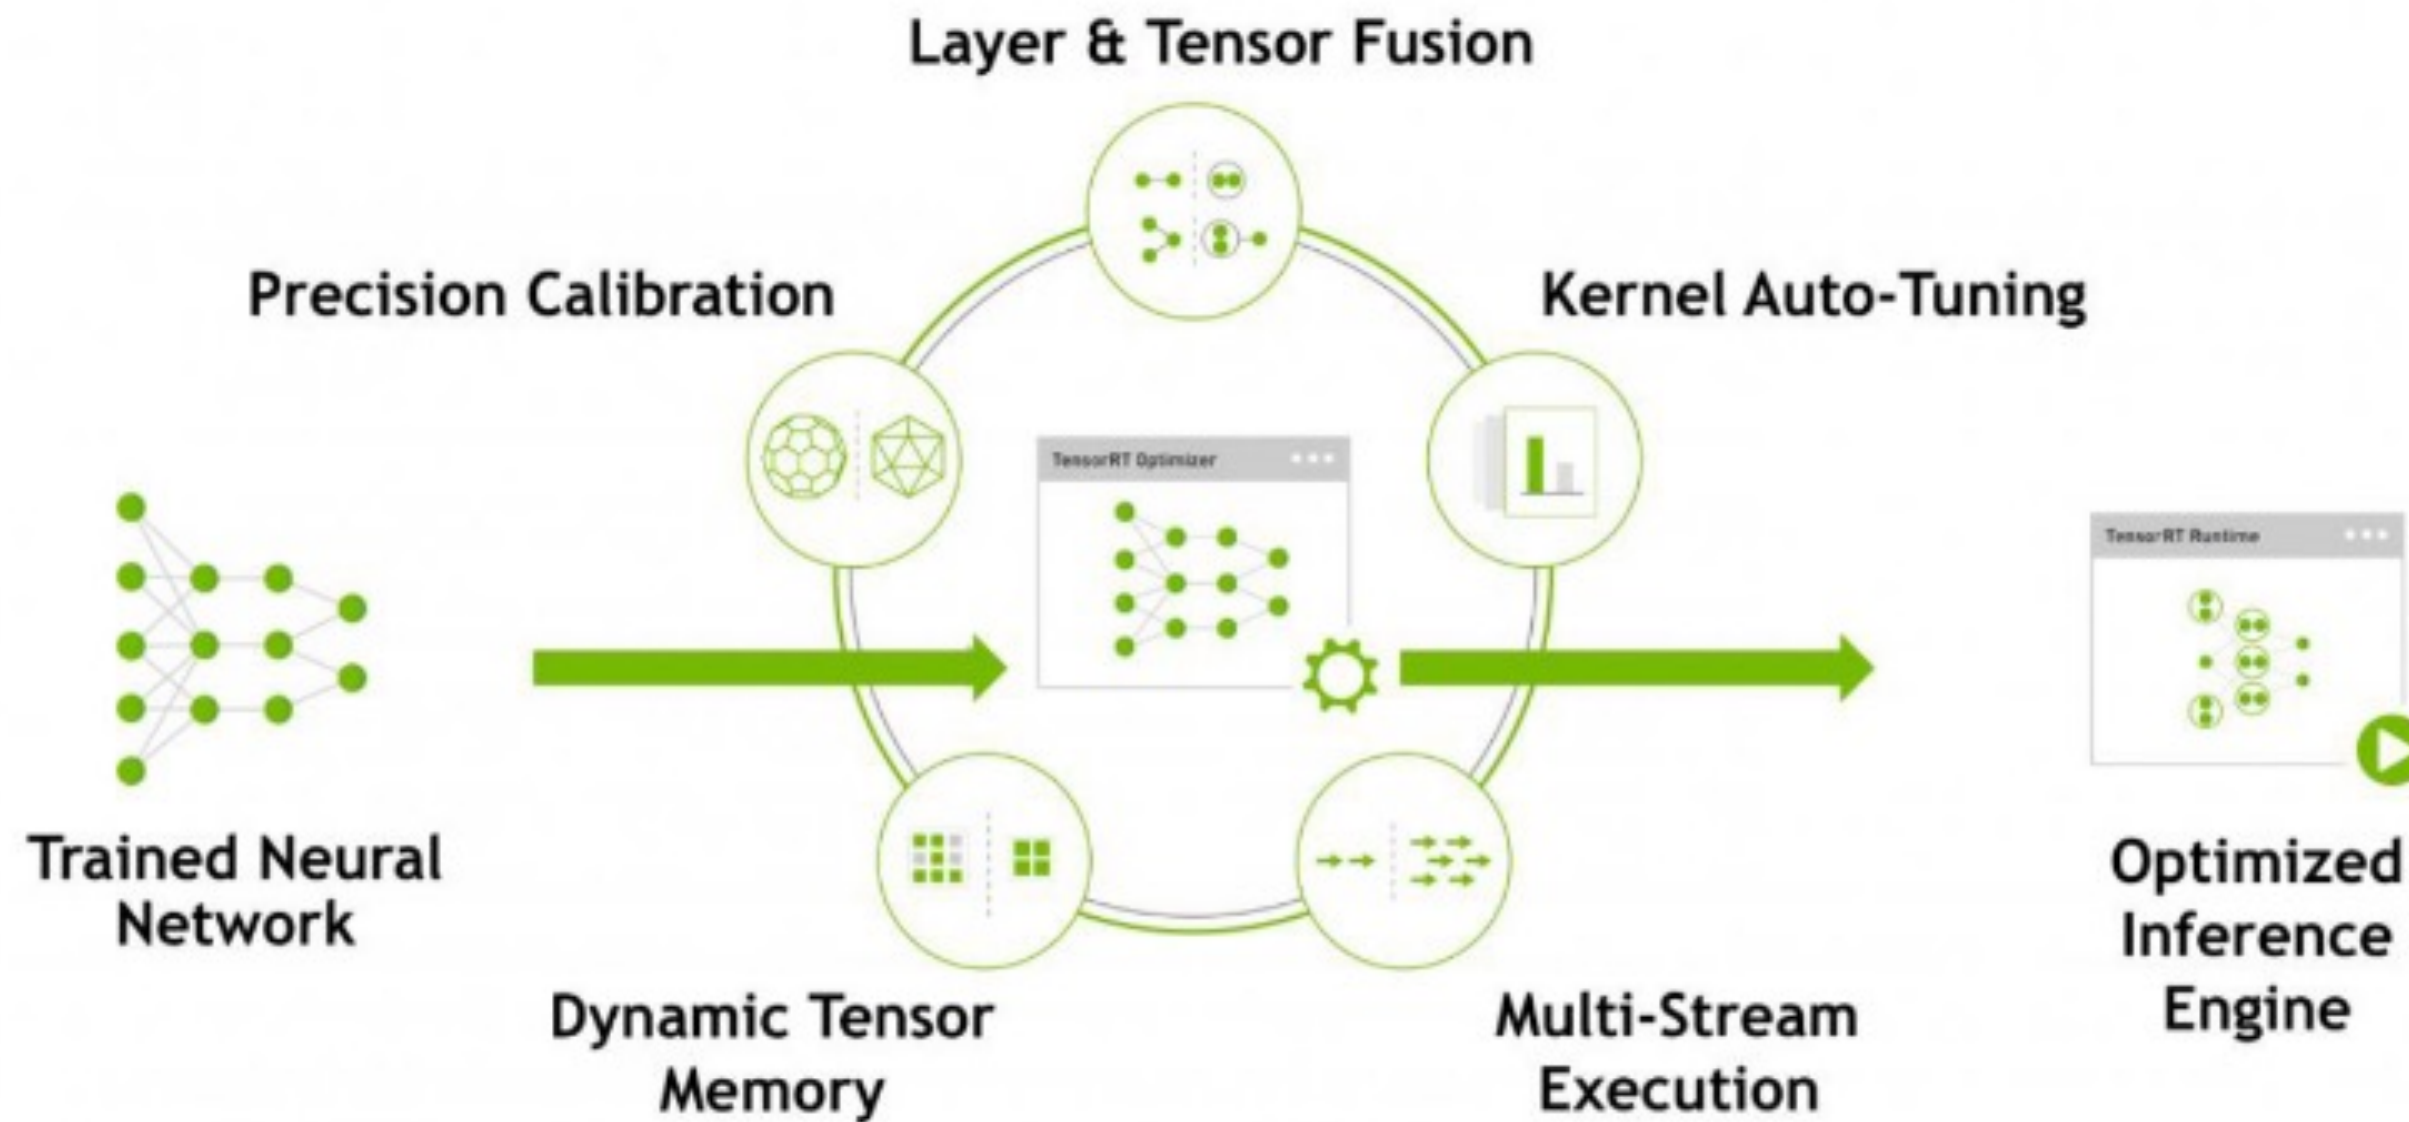 Layer & Tensor Fusion
Precision Calibration
Kernel Auto-Tuning
TensorRT Optimizer
TensorRT Runtime
Trained Neural
Network
Optimized
Inference
Engine
Dynamic Tensor
Memory
Multi-Stream
Execution